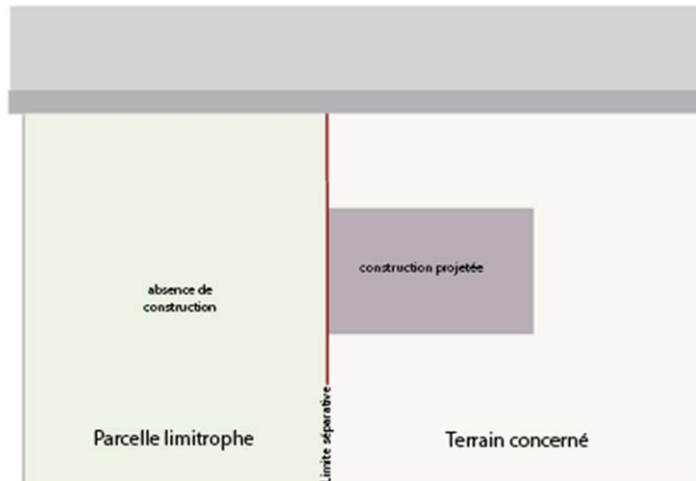 construction projetée
absence de
construction
Parcelle limitrophe
Limite séparative
Terrain concerné